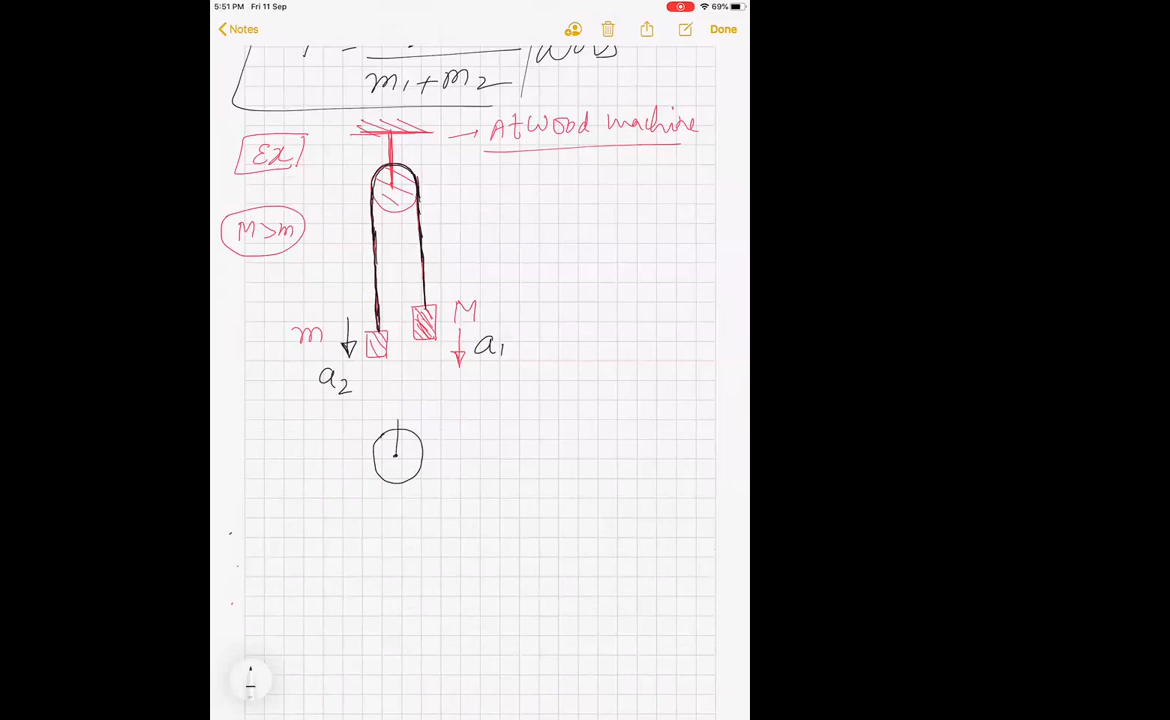 5:51 PM Fri 11 Sep 69%
Notes Done
m1+m2
Atwood machine
Ex
M>m
m M
a1
a2